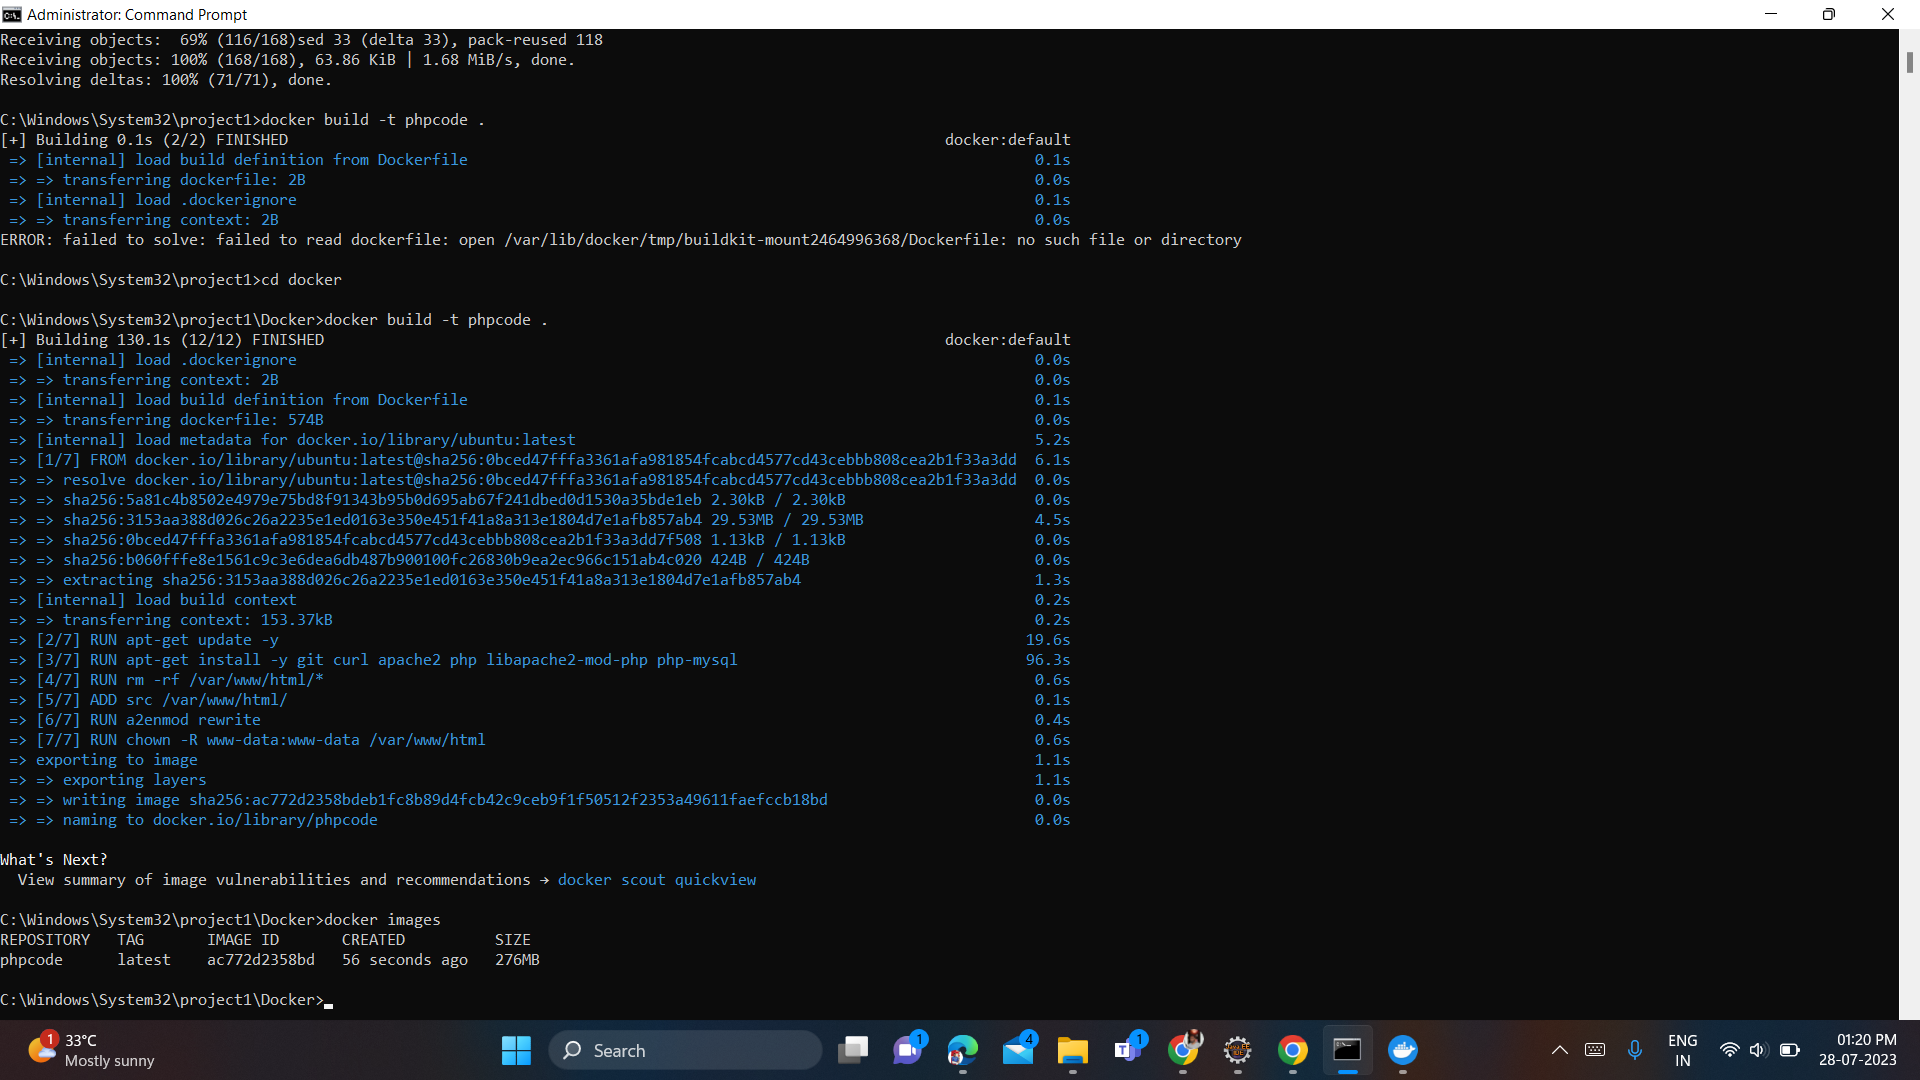 Administrator: Command Prompt
Receiving objects:  69% (116/168)sed 33 (delta 33), pack-reused 118
Receiving objects: 100% (168/168), 63.86 KiB | 1.68 MiB/s, done.
Resolving deltas: 100% (71/71), done.
C:\Windows\System32\project1>docker build -t phpcode .
[+] Building 0.1s (2/2) FINISHED docker:default
=> [internal] load build definition from Dockerfile 0.1s
=> => transferring dockerfile: 2B 0.0s
=> [internal] load .dockerignore 0.1s
=> => transferring context: 2B 0.0s
ERROR: failed to solve: failed to read dockerfile: open /var/lib/docker/tmp/buildkit-mount2464996368/Dockerfile: no such file or directory
C:\Windows\System32\project1>cd docker
C:\Windows\System32\project1\Docker>docker build -t phpcode .
[+] Building 130.1s (12/12) FINISHED docker:default
=> [internal] load .dockerignore 0.0s
=> => transferring context: 2B 0.0s
=> [internal] load build definition from Dockerfile 0.1s
=> => transferring dockerfile: 574B 0.0s
=> [internal] load metadata for docker.io/library/ubuntu:latest 5.2s
=> [1/7] FROM docker.io/library/ubuntu:latest@sha256:0bced47fffa3361afa981854fcabcd4577cd43cebbb808cea2b1f33a3dd 6.1s
=> => resolve docker.io/library/ubuntu:latest@sha256:0bced47fffa3361afa981854fcabcd4577cd43cebbb808cea2b1f33a3dd 0.0s
=> => sha256:5a81c4b8502e4979e75bd8f91343b95b0d695ab67f241dbed0d1530a35bde1eb 2.30kB / 2.30kB 0.0s
=> => sha256:3153aa388d026c26a2235e1ed0163e350e451f41a8a313e1804d7e1afb857ab4 29.53MB / 29.53MB 4.5s
=> => sha256:0bced47fffa3361afa981854fcabcd4577cd43cebbb808cea2b1f33a3dd7f508 1.13kB / 1.13kB 0.0s
=> => sha256:b060fffe8e1561c9c3e6dea6db487b900100fc26830b9ea2ec966c151ab4c020 424B / 424B 0.0s
=> => extracting sha256:3153aa388d026c26a2235e1ed0163e350e451f41a8a313e1804d7e1afb857ab4 1.3s
=> [internal] load build context 0.2s
=> => transferring context: 153.37kB 0.2s
=> [2/7] RUN apt-get update -y 19.6s
=> [3/7] RUN apt-get install -y git curl apache2 php libapache2-mod-php php-mysql 96.3s
=> [4/7] RUN rm -rf /var/www/html/* 0.6s
=> [5/7] ADD src /var/www/html/ 0.1s
=> [6/7] RUN a2enmod rewrite 0.4s
=> [7/7] RUN chown -R www-data:www-data /var/www/html 0.6s
=> exporting to image 1.1s
=> => exporting layers 1.1s
=> => writing image sha256:ac772d2358bdeb1fc8b89d4fcb42c9ceb9f1f50512f2353a49611faefccb18bd 0.0s
=> => naming to docker.io/library/phpcode 0.0s
What's Next?
View summary of image vulnerabilities and recommendations → docker scout quickview
C:\Windows\System32\project1\Docker>docker images
REPOSITORY TAG IMAGE ID CREATED SIZE
phpcode latest ac772d2358bd 56 seconds ago 276MB
C:\Windows\System32\project1\Docker>
1
33°C
Mostly sunny
Search
1
4
1
ENG
IN
01:20 PM
28-07-2023